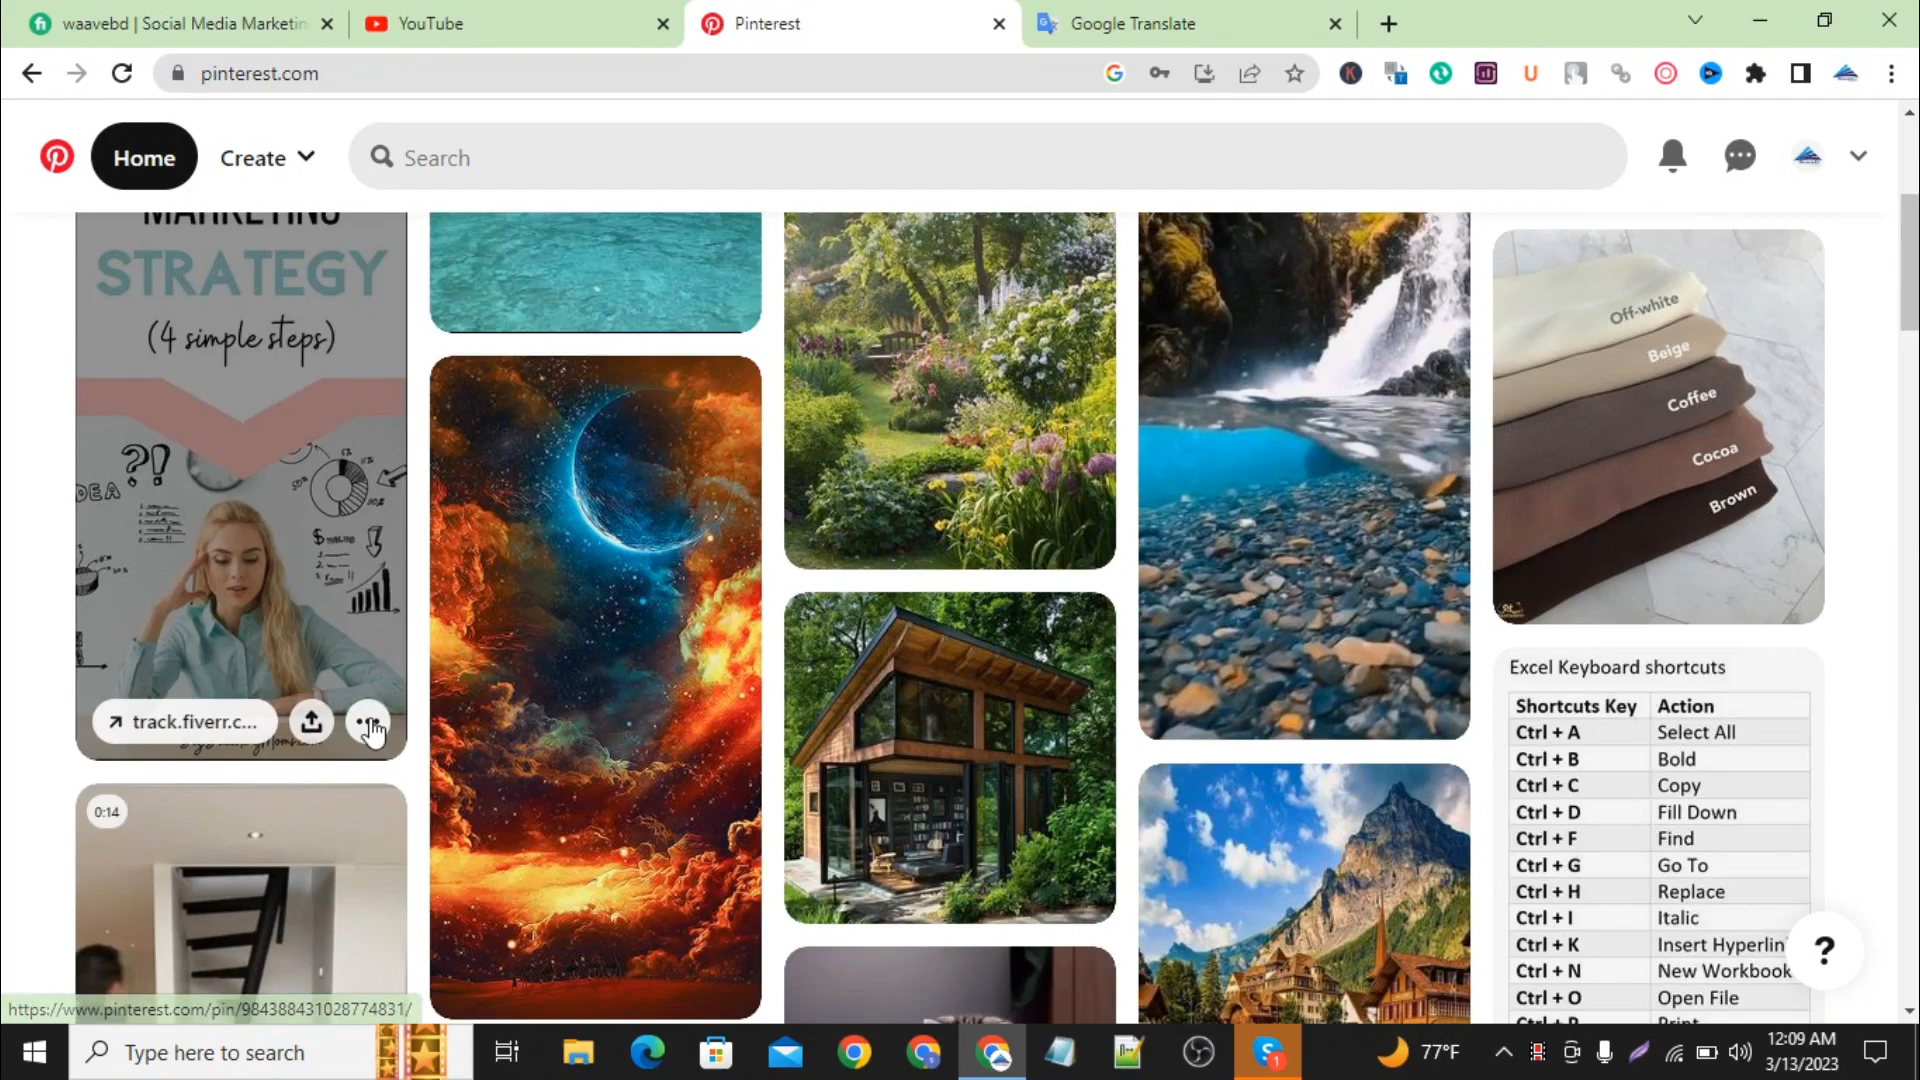 waavebd | Social Media Marketin
YouTube
Pinterest
Google Translate
pinterest.com
Home
Create
Search
MARKETING
STRATEGY
(4 simple steps)
?!
IDEA
track.fiverr.c...
0:14
Off-white
Beige
Coffee
Cocoa
Brown
Excel Keyboard shortcuts
Shortcuts Key Action
Ctrl + A Select All
Ctrl + B Bold
Ctrl + C Copy
Ctrl + D Fill Down
Ctrl + F Find
Ctrl + G Go To
Ctrl + H Replace
Ctrl + I Italic
Ctrl + K Insert Hyperlin
Ctrl + N New Workbook
Ctrl + O Open File
?
https://www.pinterest.com/pin/984388431028774831/
Type here to search
77°F
12:09 AM
3/13/2023